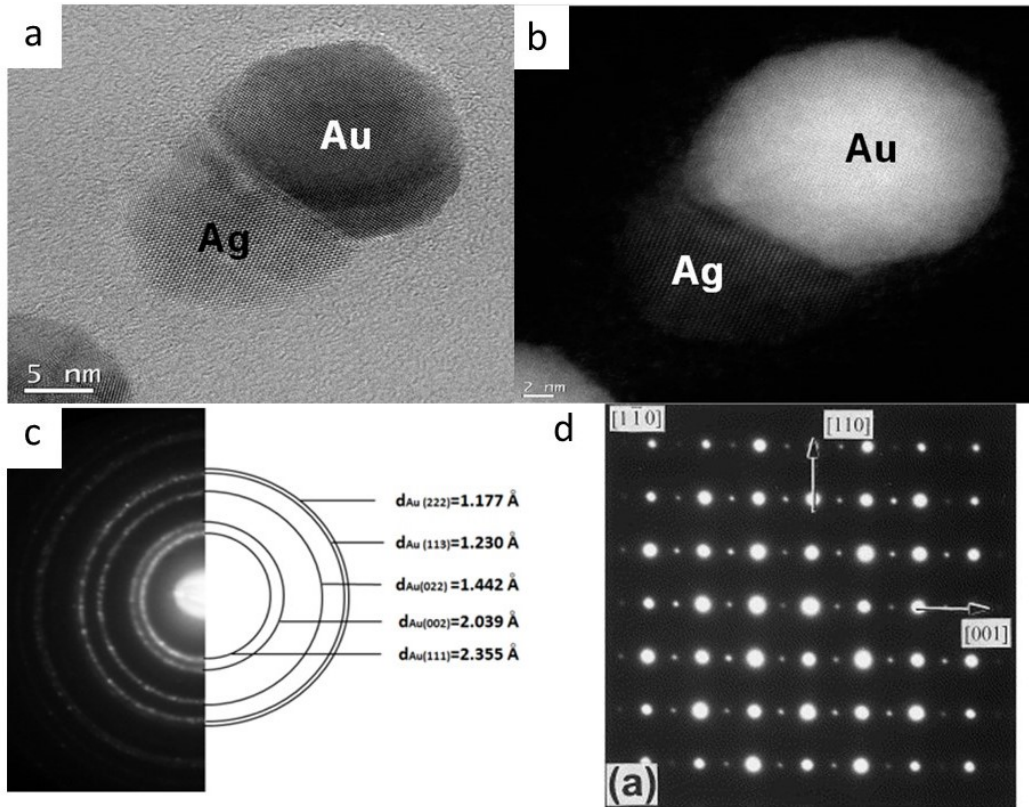 a
Au
Ag
5 nm
b
Au
Ag
2 nm
c
dAu (222)=1.177 Å
dAu (113)=1.230 Å
dAu(022)=1.442 Å
dAu(002)=2.039 Å
dAu(111)=2.355 Å
d
[11̄0]
[110]
[001]
(a)